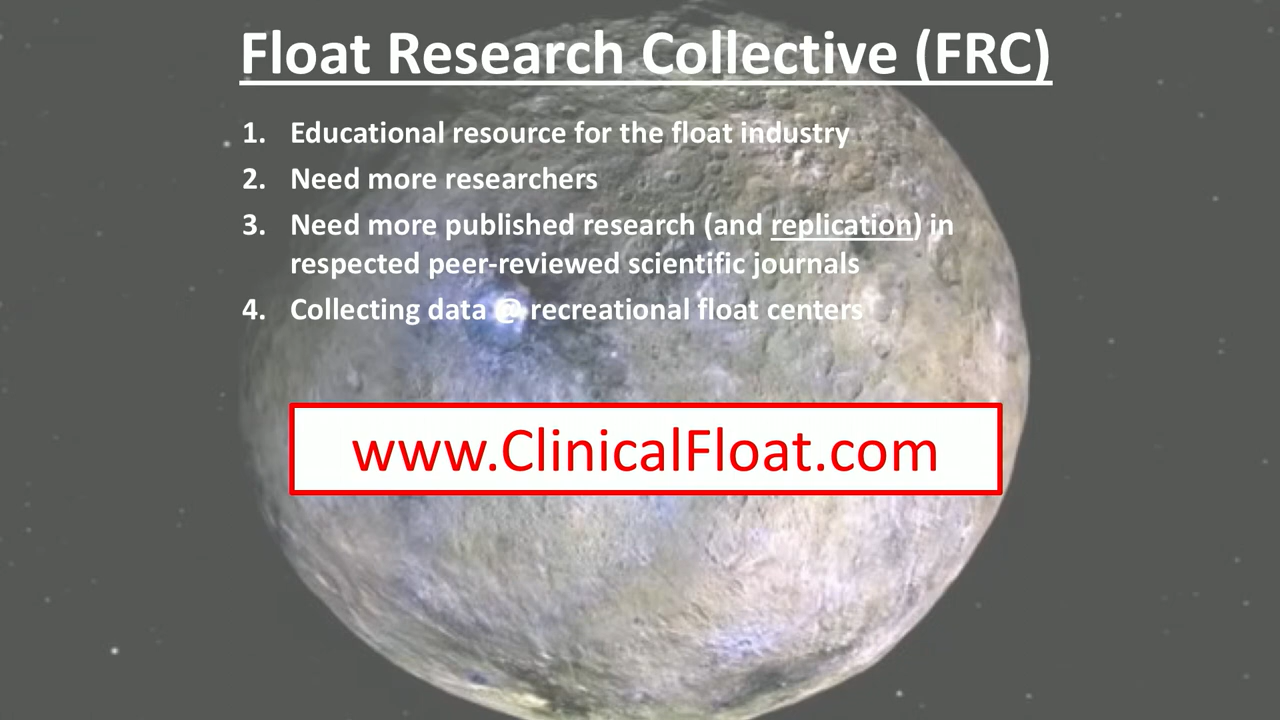 Float Research Collective (FRC)
1. Educational resource for the float industry
2. Need more researchers
3. Need more published research (and replication) in
respected peer-reviewed scientific journals
4. Collecting data @ recreational float centers
www.ClinicalFloat.com